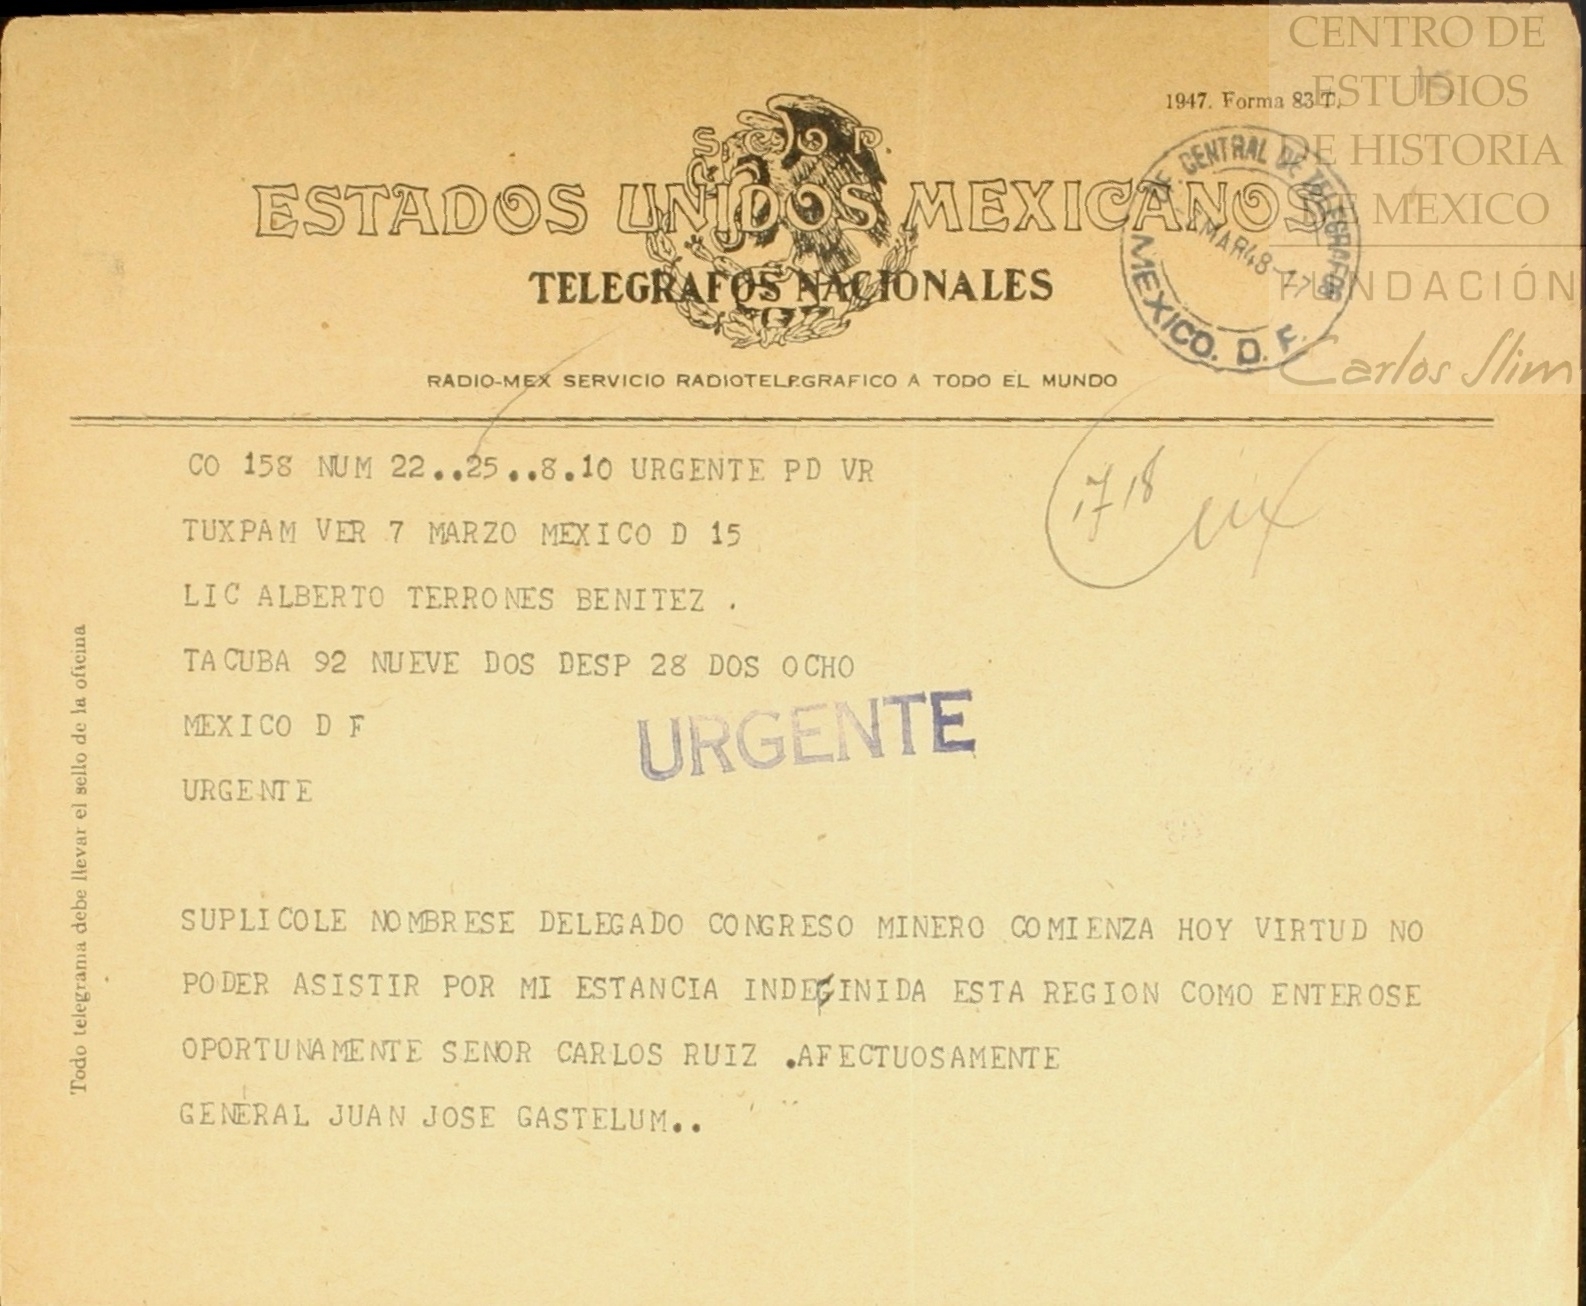 CENTRO DE
ESTUDIOS
DE HISTORIA
DE MEXICO
FUNDACIÓN
Carlos Slim
1947. Forma 83 T.
S C O P.
ESTADOS UNIDOS MEXICANOS
TELEGRAFOS NACIONALES
CENTRAL DE TELEGRAFOS
MAR48-7
MEXICO. D. F.
RADIO-MEX SERVICIO RADIOTELEGRAFICO A TODO EL MUNDO
CO 158 NUM 22..25..8.10 URGENTE PD VR
1718
TUXPAM VER 7 MARZO MEXICO D 15
LIC ALBERTO TERRONES BENITEZ .
TACUBA 92 NUEVE DOS DESP 28 DOS OCHO
MEXICO D F
URGENTE
URGENTE
SUPLICOLE NOMBRESE DELEGADO CONGRESO MINERO COMIENZA HOY VIRTUD NO
PODER ASISTIR POR MI ESTANCIA INDEFINIDA ESTA REGION COMO ENTEROSE
OPORTUNAMENTE SENOR CARLOS RUIZ .AFECTUOSAMENTE
GENERAL JUAN JOSE GASTELUM..
Todo telegrama debe llevar el sello de la oficina